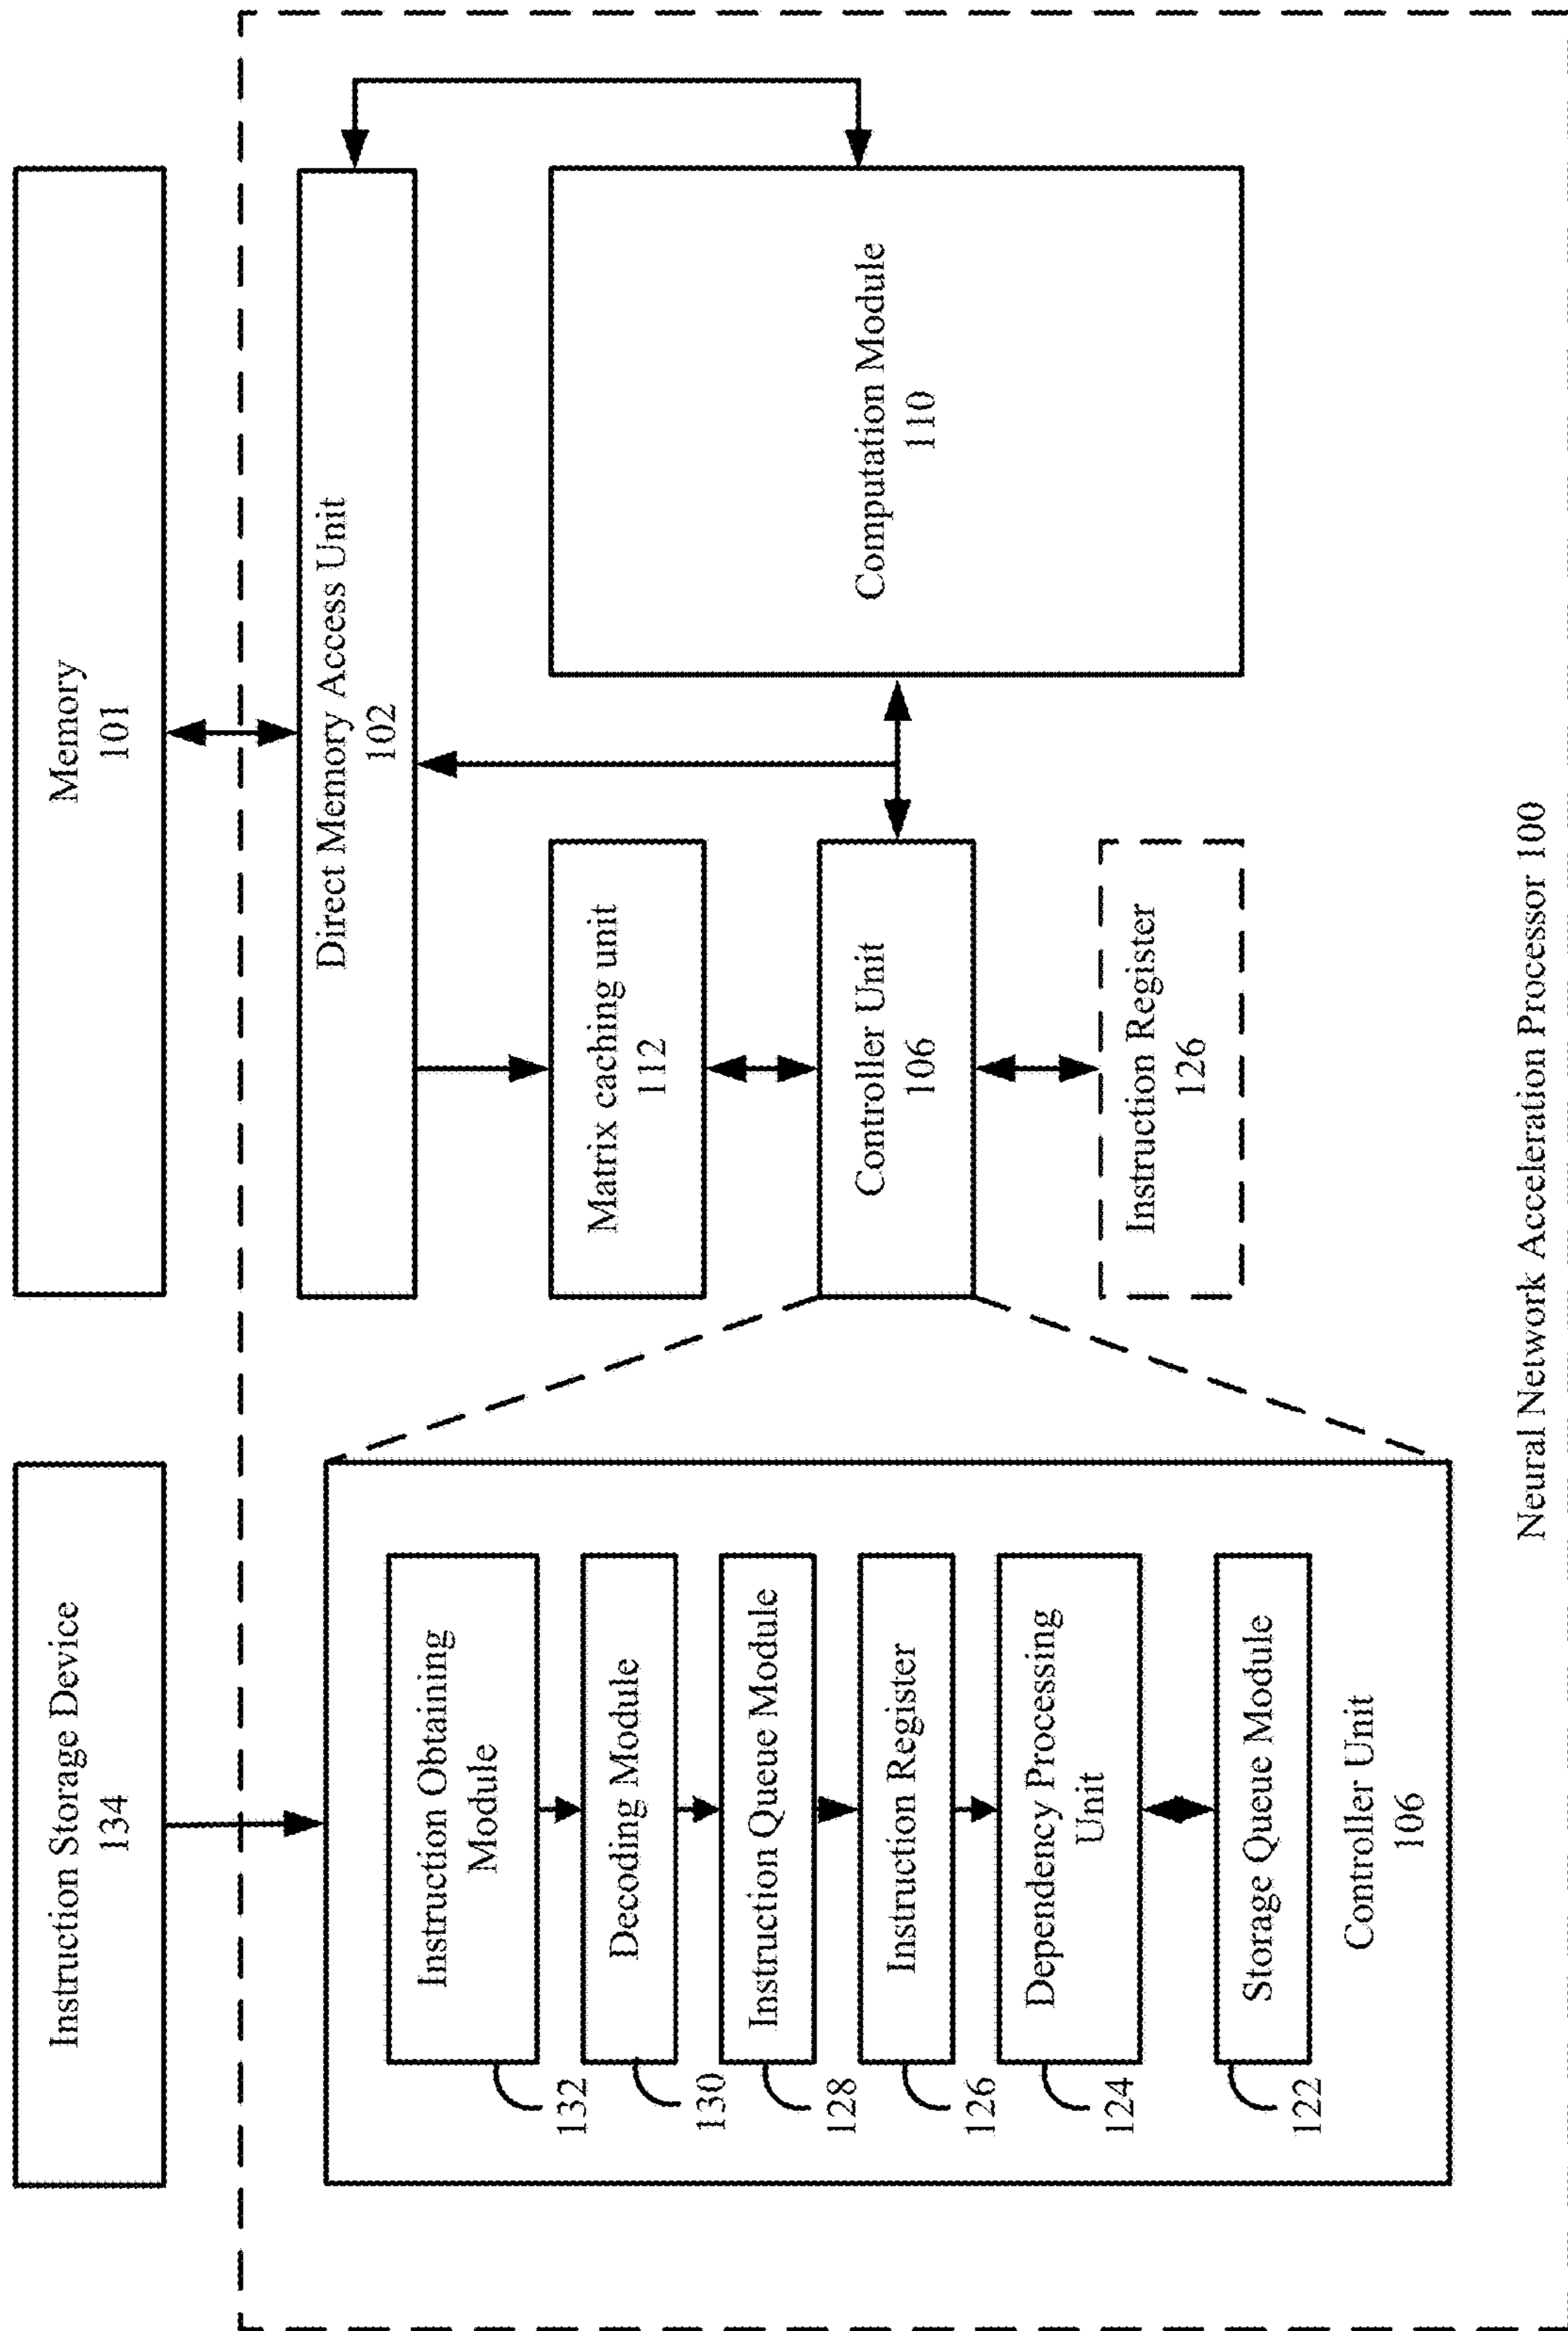 Instruction Storage Device
134
Memory
101
Instruction Obtaining
Module
132
Decoding Module
130
Instruction Queue Module
128
Instruction Register
126
Dependency Processing
Unit
124
Storage Queue Module
122
Controller Unit
106
Direct Memory Access Unit
102
Matrix caching unit
112
Controller Unit
106
Instruction Register
126
Computation Module
110
Neural Network Acceleration Processor 100